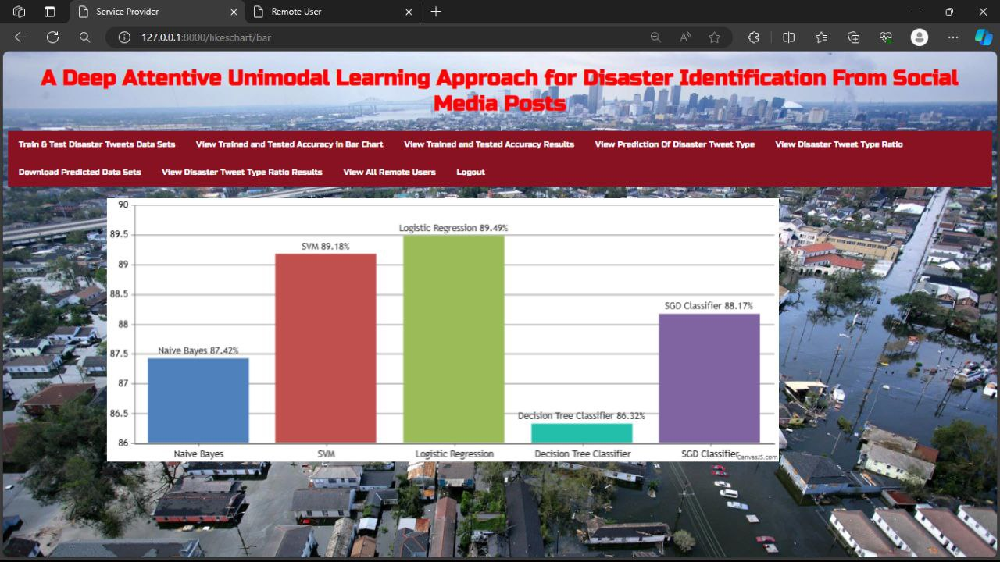 Service Provider
Remote User
127.0.0.1:8000/likeschart/bar
A Deep Attentive Unimodal Learning Approach for Disaster Identification From Social
Media Posts
Train & Test Disaster Tweets Data Sets View Trained and Tested Accuracy in Bar Chart View Trained and Tested Accuracy Results View Prediction Of Disaster Tweet Type View Disaster Tweet Type Ratio
Download Predicted Data Sets View Disaster Tweet Type Ratio Results View All Remote Users Logout
90
89.5
89
88.5
88
87.5
87
86.5
86
Naive Bayes 87.42%
SVM 89.18%
Logistic Regression 89.49%
Decision Tree Classifier 86.32%
SGD Classifier 88.17%
Naive Bayes SVM Logistic Regression Decision Tree Classifier SGD Classifier
CanvasJS.com